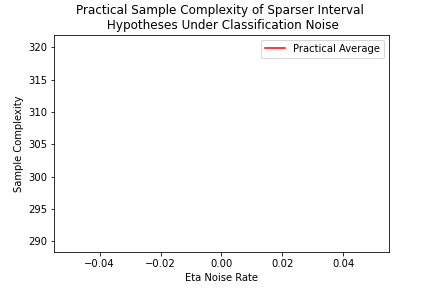 Practical Sample Complexity of Sparser Interval
Hypotheses Under Classification Noise
Practical Average
Sample Complexity
320
315
310
305
300
295
290
−0.04
−0.02
0.00
0.02
0.04
Eta Noise Rate